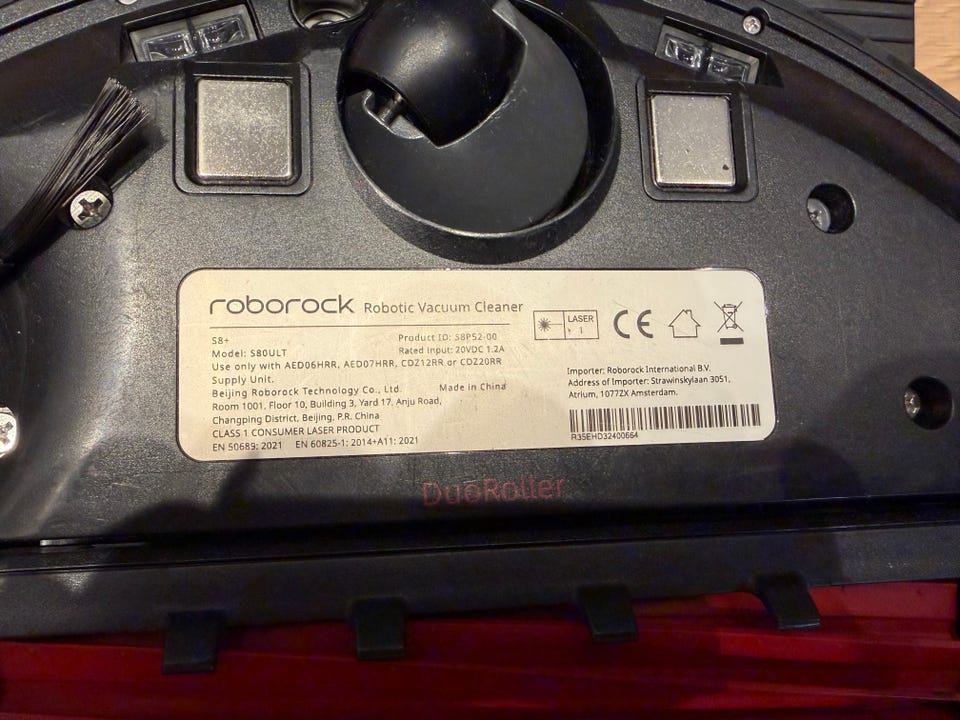 roborock Robotic Vacuum Cleaner
S8+ Product ID: S8P52-00
Model: S80ULT Rated Input: 20VDC 1.2A
Use only with AED06HRR, AED07HRR, CDZ12RR or CDZ20RR
Supply Unit.
Beijing Roborock Technology Co., Ltd. Made in China
Room 1001, Floor 10, Building 3, Yard 17, Anju Road,
Changping District, Beijing, P.R. China
CLASS 1 CONSUMER LASER PRODUCT
EN 50689: 2021 EN 60825-1: 2014+A11: 2021
LASER
1
CE
Importer: Roborock International B.V.
Address of Importer: Strawinskylaan 3051,
Atrium, 1077ZX Amsterdam.
R35EHD32400664
DuoRoller